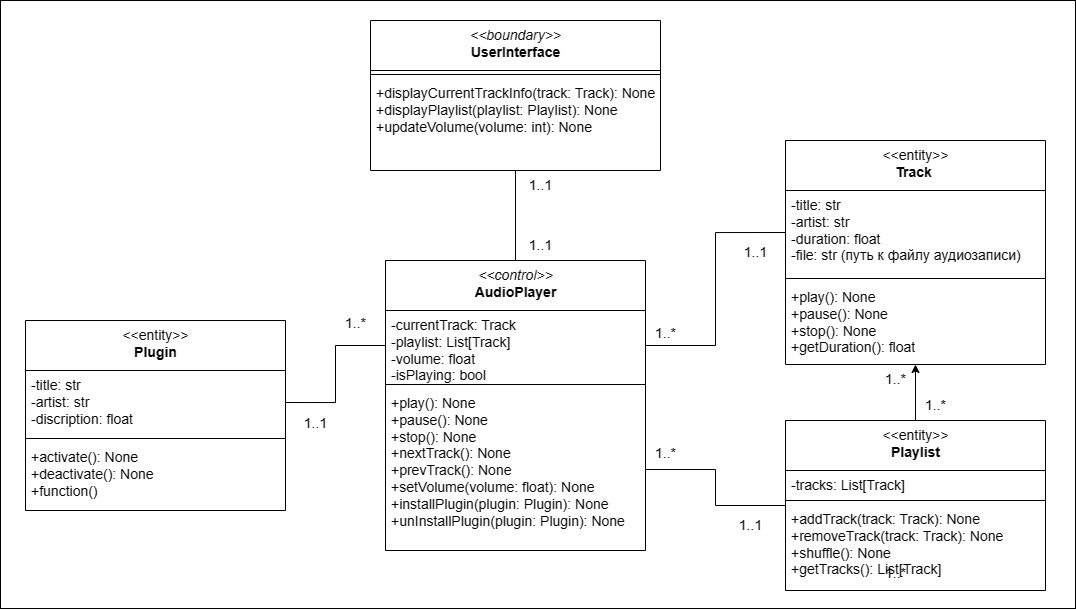 <<boundary>>
UserInterface
+displayCurrentTrackInfo(track: Track): None
+displayPlaylist(playlist: Playlist): None
+updateVolume(volume: int): None
1..1
1..1
<<control>>
AudioPlayer
-currentTrack: Track
-playlist: List[Track]
-volume: float
-isPlaying: bool
+play(): None
+pause(): None
+stop(): None
+nextTrack(): None
+prevTrack(): None
+setVolume(volume: float): None
+installPlugin(plugin: Plugin): None
+unInstallPlugin(plugin: Plugin): None
1..*
1..1
<<entity>>
Plugin
-title: str
-artist: str
-discription: float
+activate(): None
+deactivate(): None
+function()
<<entity>>
Track
-title: str
-artist: str
-duration: float
-file: str (путь к файлу аудиозаписи)
+play(): None
+pause(): None
+stop(): None
+getDuration(): float
1..1
1..*
1..*
1..*
1..*
1..1
<<entity>>
Playlist
-tracks: List[Track]
+addTrack(track: Track): None
+removeTrack(track: Track): None
+shuffle(): None
+getTracks(): List[Track]
1..*